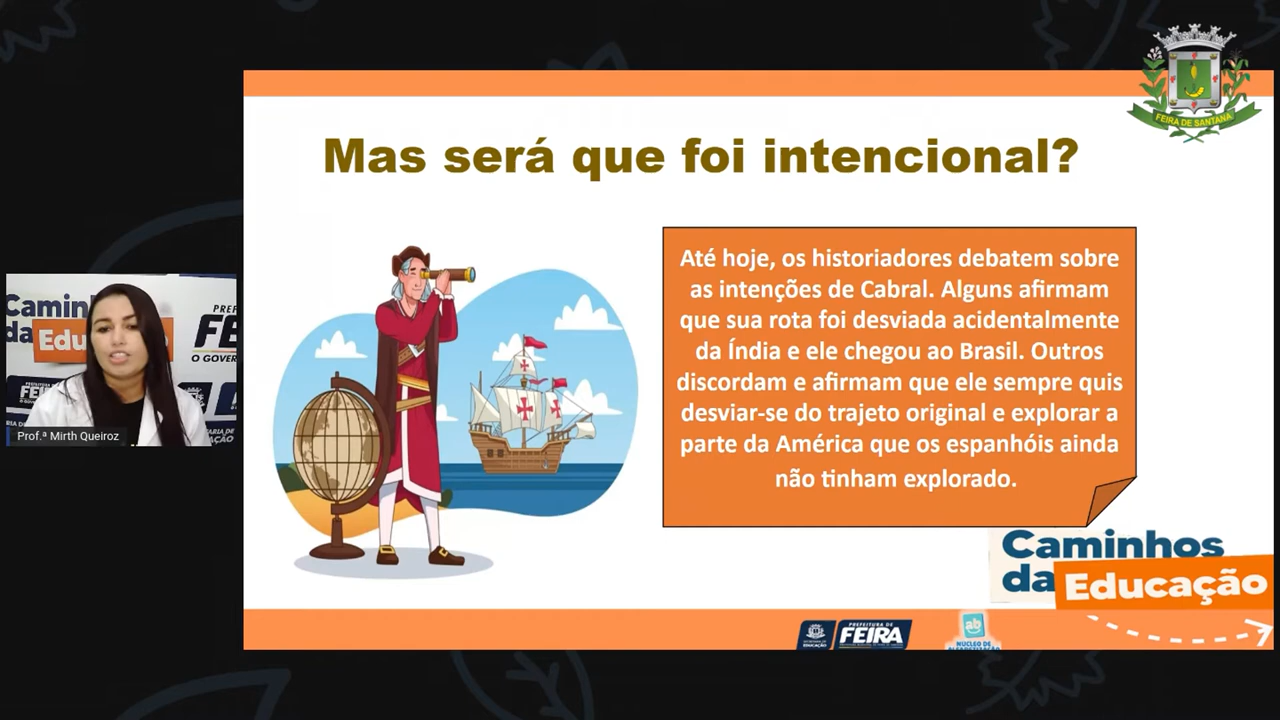 FEIRA DE SANTANA
Mas será que foi intencional?
Até hoje, os historiadores debatem sobre
as intenções de Cabral. Alguns afirmam
que sua rota foi desviada acidentalmente
da Índia e ele chegou ao Brasil. Outros
discordam e afirmam que ele sempre quis
desviar-se do trajeto original e explorar a
parte da América que os espanhóis ainda
não tinham explorado.
Prof.ª Mirth Queiroz
Caminhos
da Educação
PREFEITURA DE
FEIRA
ab
NÚCLEO DE